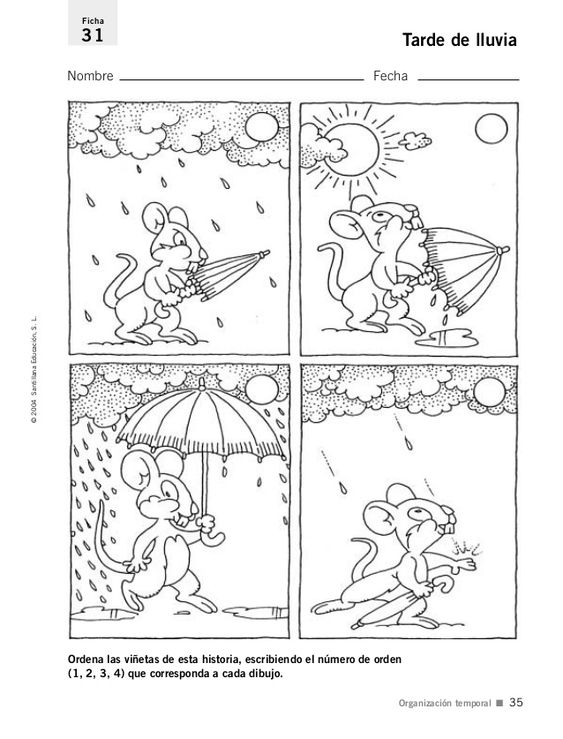 Ficha
31
Tarde de lluvia
Nombre Fecha
© 2004 Santillana Educación, S. L.
Ordena las viñetas de esta historia, escribiendo el número de orden
(1, 2, 3, 4) que corresponda a cada dibujo.
Organización temporal ■ 35